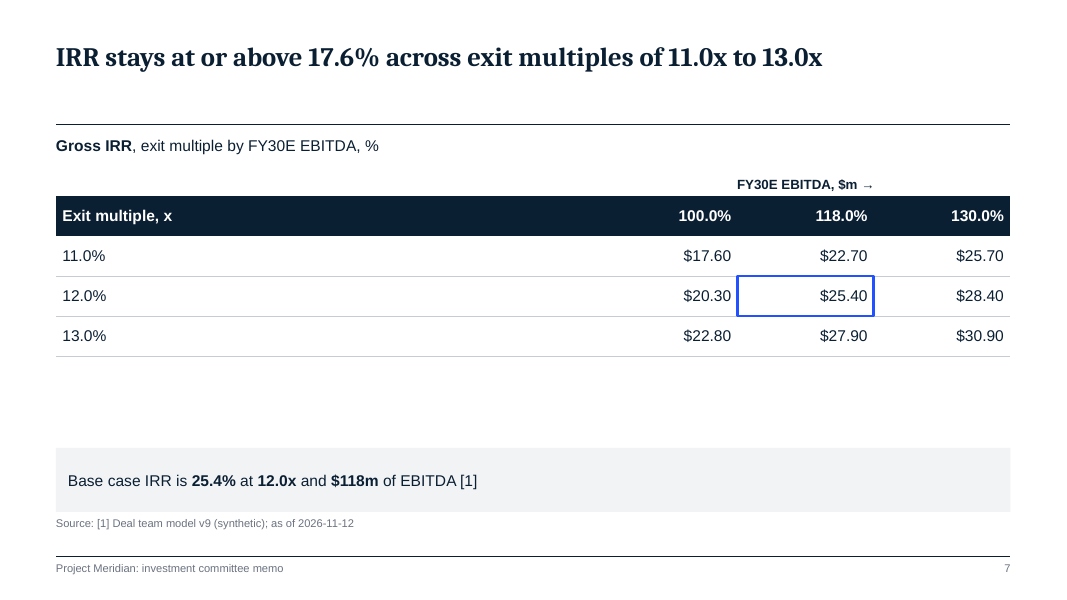 IRR stays at or above 17.6% across exit multiples of 11.0x to 13.0x
Gross IRR, exit multiple by FY30E EBITDA, %
FY30E EBITDA, $m →
Exit multiple, x 100.0% 118.0% 130.0%
11.0% $17.60 $22.70 $25.70
12.0% $20.30 $25.40 $28.40
13.0% $22.80 $27.90 $30.90
Base case IRR is 25.4% at 12.0x and $118m of EBITDA [1]
Source: [1] Deal team model v9 (synthetic); as of 2026-11-12
Project Meridian: investment committee memo 7